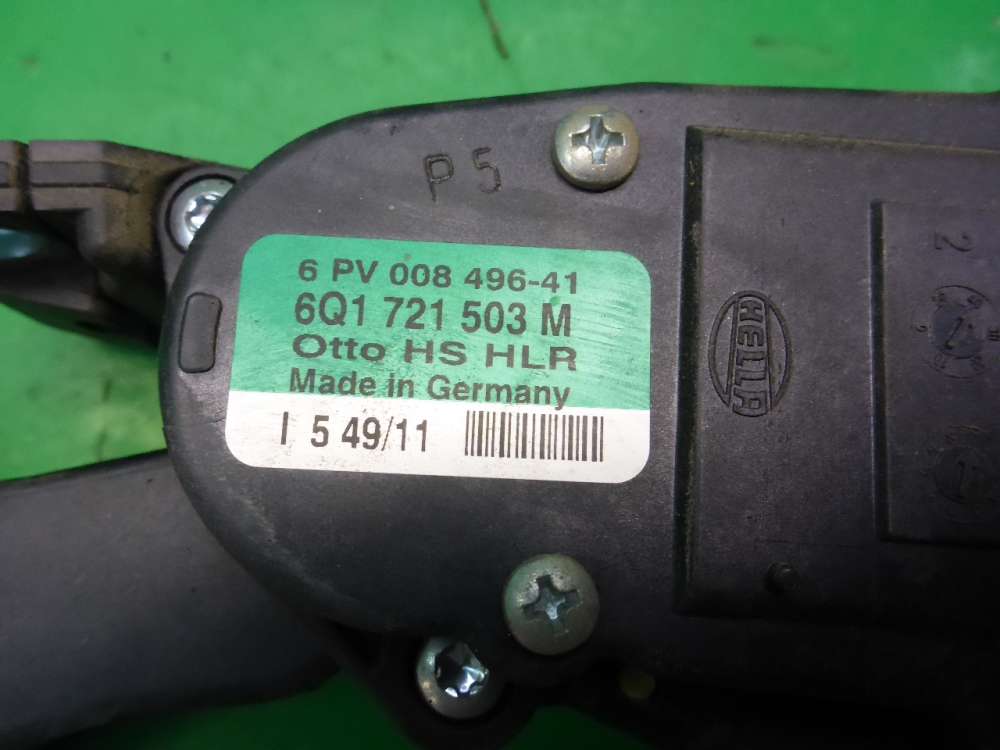 P5
6 PV 008 496-41
6Q1 721 503 M
Otto HS HLR
Made in Germany
I 5 49/11
HELLA
2